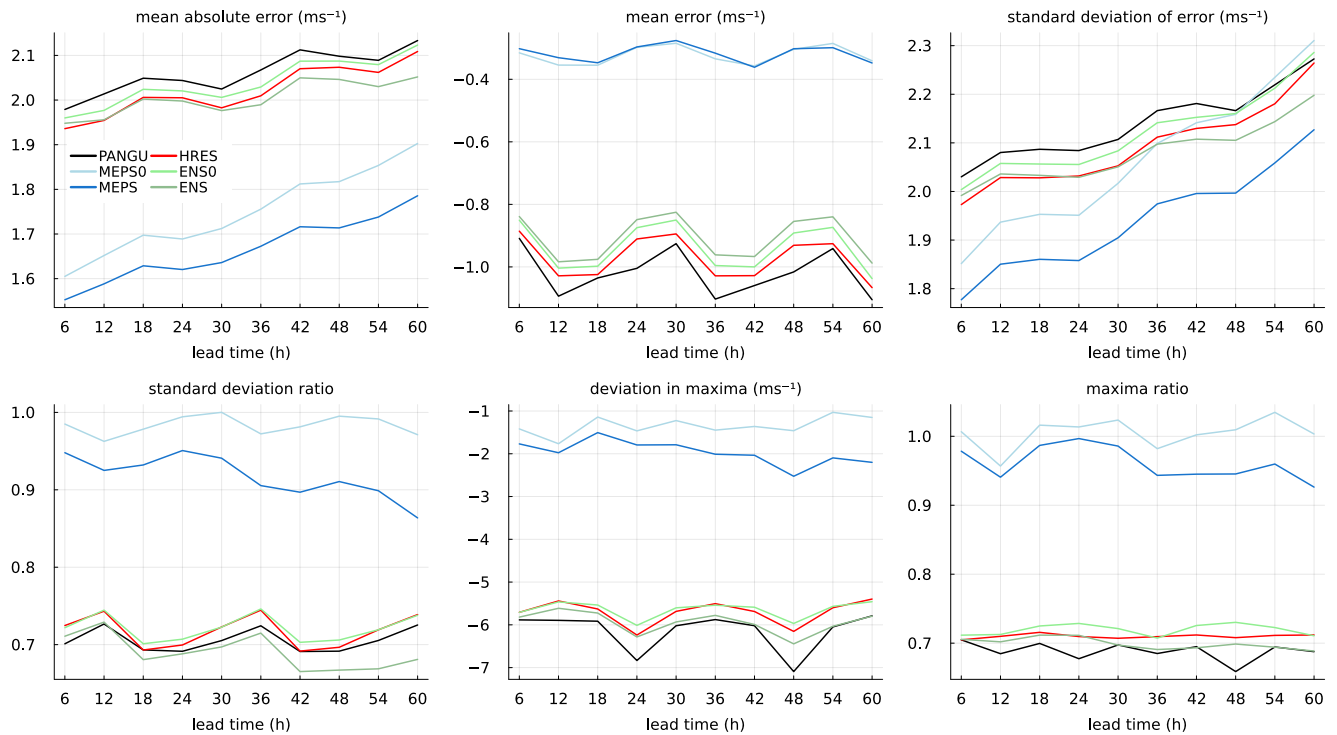 mean absolute error (ms⁻¹)
2.1
2.0
1.9
1.8
1.7
1.6
PANGU HRES
MEPS0 ENS0
MEPS ENS
6 12 18 24 30 36 42 48 54 60
lead time (h)
mean error (ms⁻¹)
−0.4
−0.6
−0.8
−1.0
6 12 18 24 30 36 42 48 54 60
lead time (h)
standard deviation of error (ms⁻¹)
2.3
2.2
2.1
2.0
1.9
1.8
6 12 18 24 30 36 42 48 54 60
lead time (h)
standard deviation ratio
1.0
0.9
0.8
0.7
6 12 18 24 30 36 42 48 54 60
lead time (h)
deviation in maxima (ms⁻¹)
−1
−2
−3
−4
−5
−6
−7
6 12 18 24 30 36 42 48 54 60
lead time (h)
maxima ratio
1.0
0.9
0.8
0.7
6 12 18 24 30 36 42 48 54 60
lead time (h)